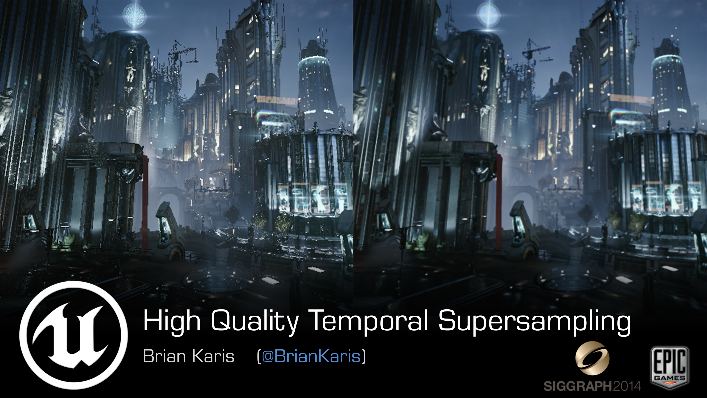 High Quality Temporal Supersampling
Brian Karis (@BrianKaris)
SIGGRAPH2014
EPIC
GAMES